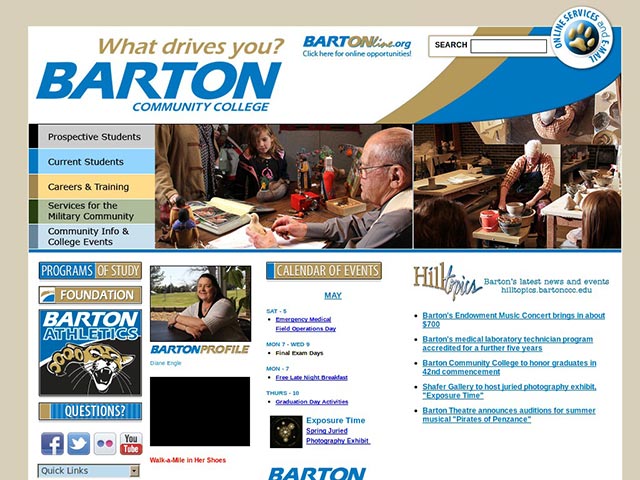 What drives you?
BARTON
COMMUNITY COLLEGE
BARTONline.org
Click here for online opportunities!
SEARCH
ONLINE SERVICES and E-MAIL
Prospective Students
Current Students
Careers & Training
Services for the
Military Community
Community Info &
College Events
PROGRAMS OF STUDY
FOUNDATION
BARTON
ATHLETICS
QUESTIONS?
You
Tube
Quick Links
BARTONPROFILE
Diane Engle
Walk-a-Mile in Her Shoes
CALENDAR OF EVENTS
MAY
SAT - 5
Emergency Medical
Field Operations Day
MON 7 - WED 9
Final Exam Days
MON - 7
Free Late Night Breakfast
THURS - 10
Graduation Day Activities
Exposure Time
Spring Juried
Photography Exhibit
BARTON
Hilltopics
Barton's latest news and events
hilltopics.bartonccc.edu
Barton's Endowment Music Concert brings in about
$700
Barton's medical laboratory technician program
accredited for a further five years
Barton Community College to honor graduates in
42nd commencement
Shafer Gallery to host juried photography exhibit,
"Exposure Time"
Barton Theatre announces auditions for summer
musical "Pirates of Penzance"